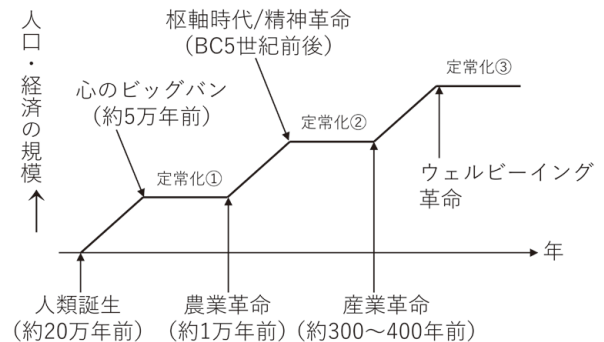 人口・経済の規模
枢軸時代/精神革命
（BC5世紀前後）
心のビッグバン
（約5万年前）
定常化①
定常化②
定常化③
ウェルビーイング
革命
年
人類誕生
（約20万年前）
農業革命
（約1万年前）
産業革命
（約300〜400年前）